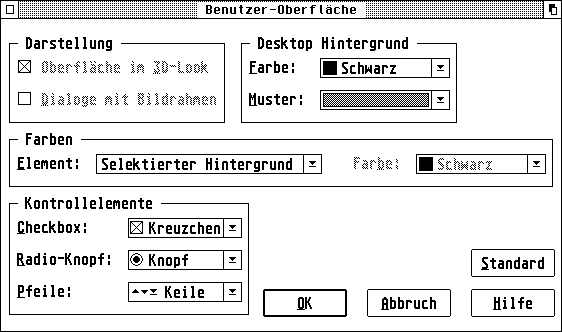 Benutzer-Oberfläche
Darstellung
Oberfläche im 3D-Look
Dialoge mit Bildrahmen
Desktop Hintergrund
Farbe: Schwarz
Muster:
Farben
Element: Selektierter Hintergrund Farbe: Schwarz
Kontrollelemente
Checkbox: Kreuzchen
Radio-Knopf: Knopf
Pfeile: Keile
Standard
OK Abbruch Hilfe